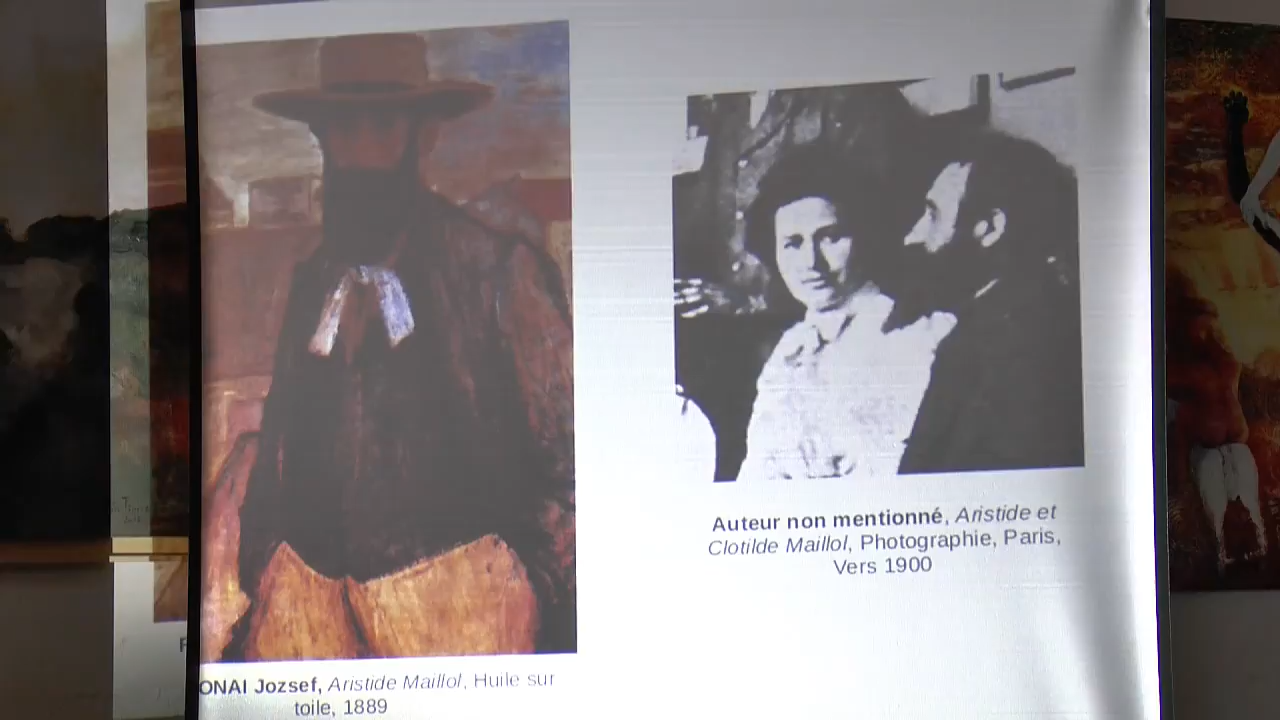 ONAI Jozsef, Aristide Maillol, Huile sur
toile, 1889
Auteur non mentionné, Aristide et
Clotilde Maillol, Photographie, Paris,
Vers 1900